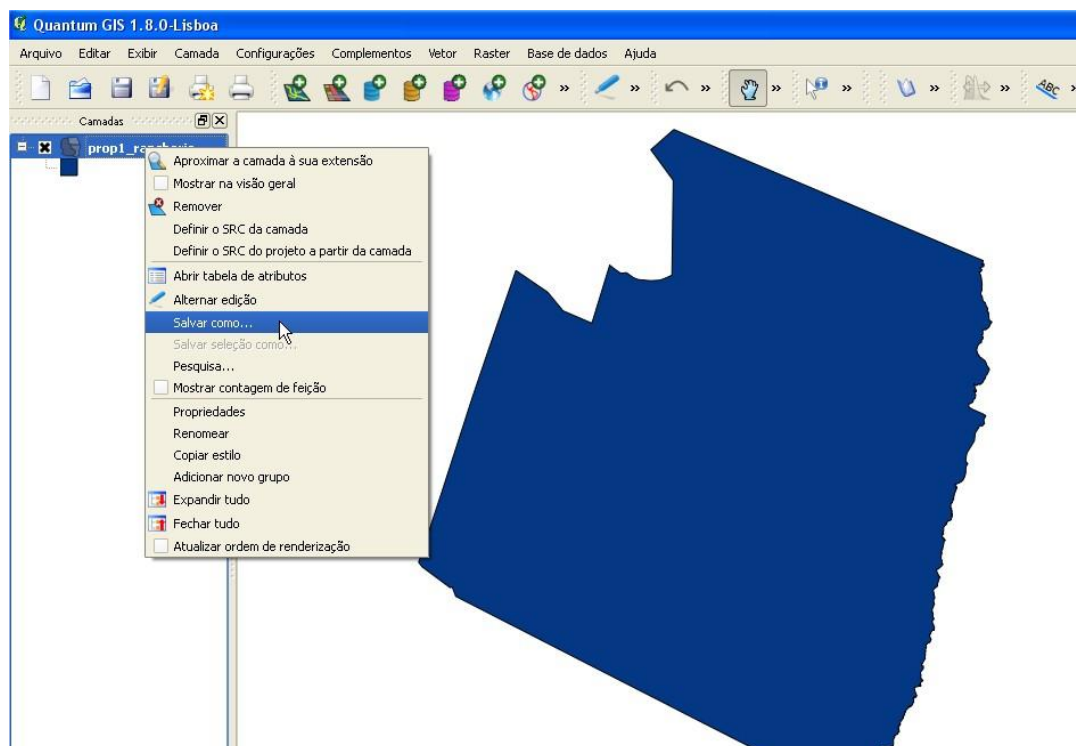 Quantum GIS 1.8.0-Lisboa
Arquivo Editar Exibir Camada Configurações Complementos Vetor Raster Base de dados Ajuda
ABC
Camadas
Aproximar a camada à sua extensão
Mostrar na visão geral
Remover
Definir o SRC da camada
Definir o SRC do projeto a partir da camada
Abrir tabela de atributos
Alternar edição
Salvar como...
Salvar seleção como...
Pesquisa...
Mostrar contagem de feição
Propriedades
Renomear
Copiar estilo
Adicionar novo grupo
Expandir tudo
Fechar tudo
Atualizar ordem de renderização